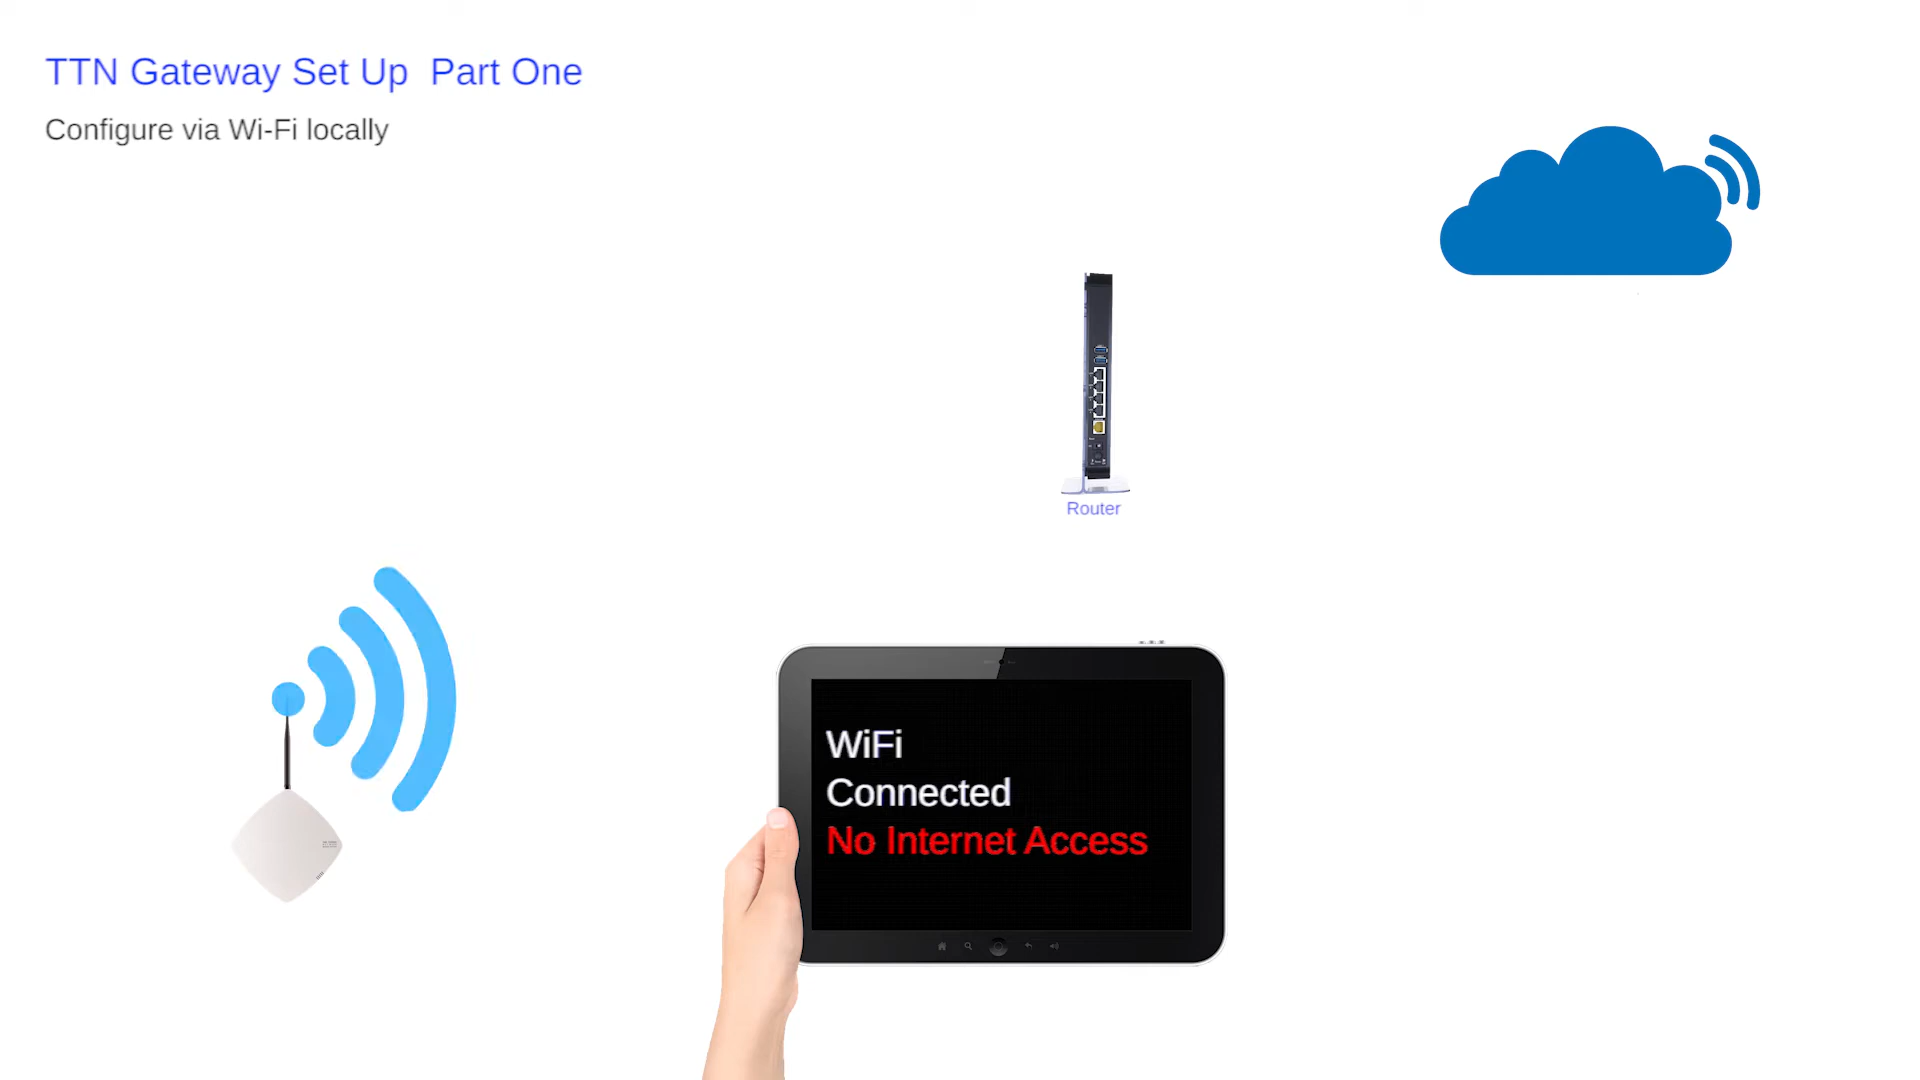 TTN Gateway Set Up  Part One
Configure via Wi-Fi locally
Router
WiFi
Connected
No Internet Access